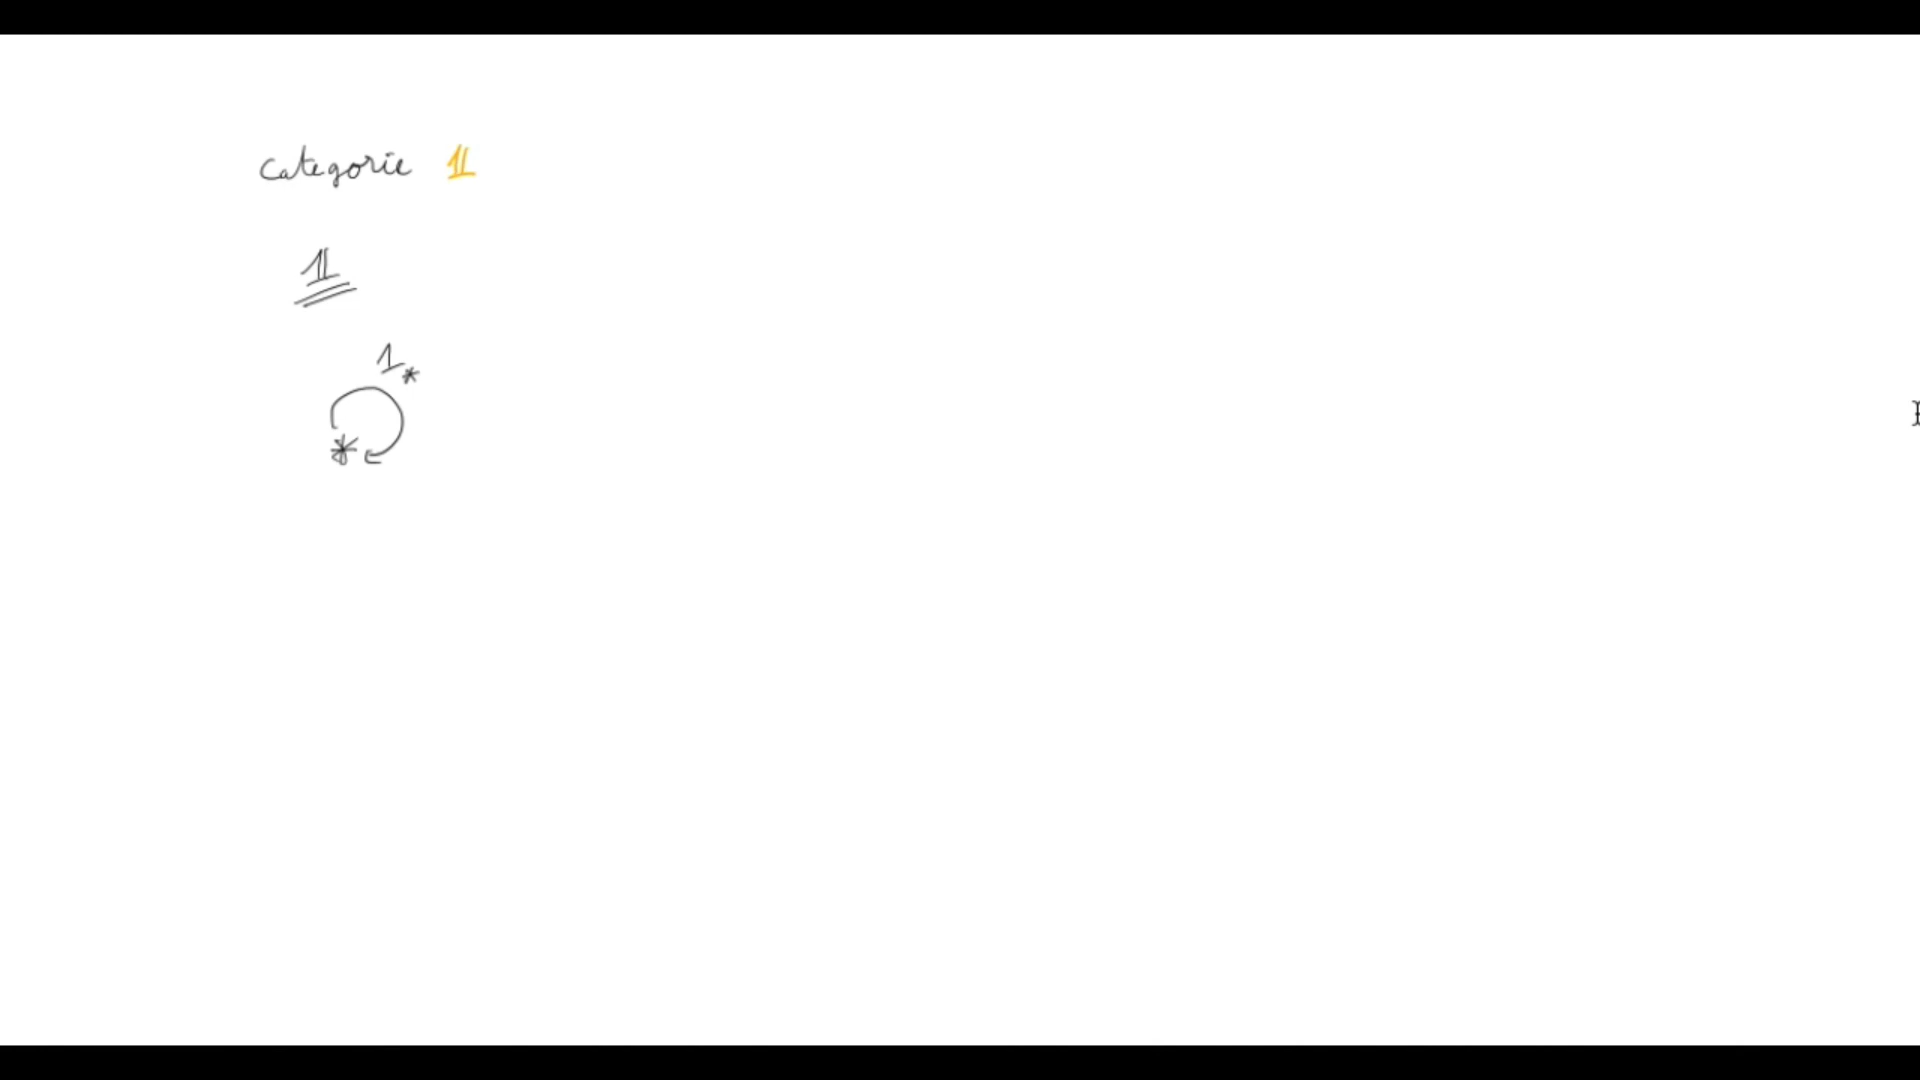 categorie 𝟙
𝟙
1*
*